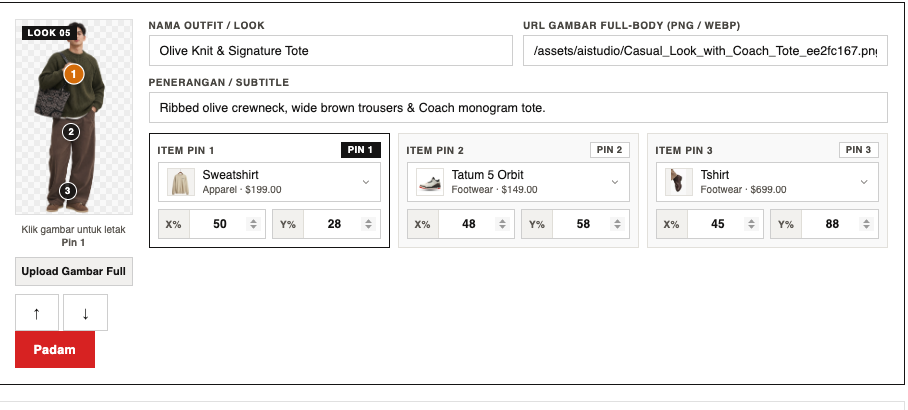 LOOK 05
1
2
3
Klik gambar untuk letak
Pin 1
Upload Gambar Full
↑ ↓
Padam
NAMA OUTFIT / LOOK
Olive Knit & Signature Tote
URL GAMBAR FULL-BODY (PNG / WEBP)
/assets/aistudio/Casual_Look_with_Coach_Tote_ee2fc167.png
PENERANGAN / SUBTITLE
Ribbed olive crewneck, wide brown trousers & Coach monogram tote.
ITEM PIN 1 PIN 1
Sweatshirt
Apparel · $199.00
X% 50 Y% 28
ITEM PIN 2 PIN 2
Tatum 5 Orbit
Footwear · $149.00
X% 48 Y% 58
ITEM PIN 3 PIN 3
Tshirt
Footwear · $699.00
X% 45 Y% 88